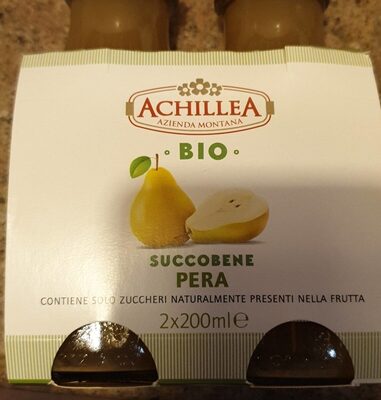 ACHILLEA
AZIENDA MONTANA
• BIO •
SUCCOBENE
PERA
CONTIENE SOLO ZUCCHERI NATURALMENTE PRESENTI NELLA FRUTTA
2x200ml e